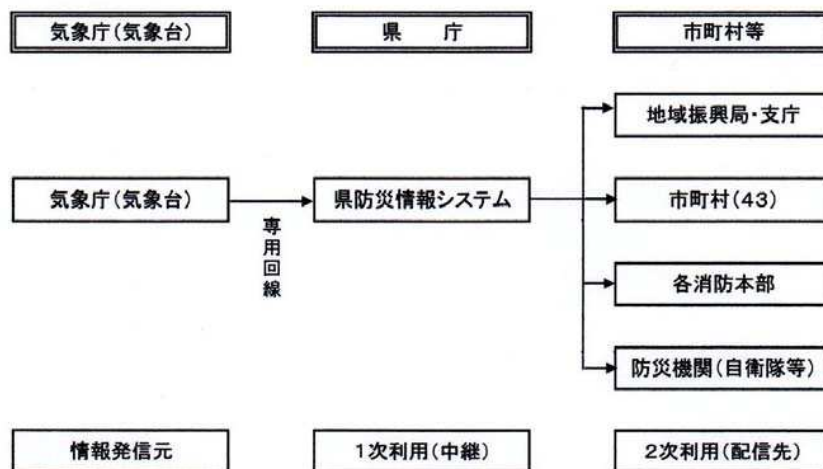 気象庁(気象台)
県　庁
市町村等
地域振興局・支庁
気象庁(気象台)
専用回線
県防災情報システム
市町村(43)
各消防本部
防災機関(自衛隊等)
情報発信元
1次利用(中継)
2次利用(配信先)